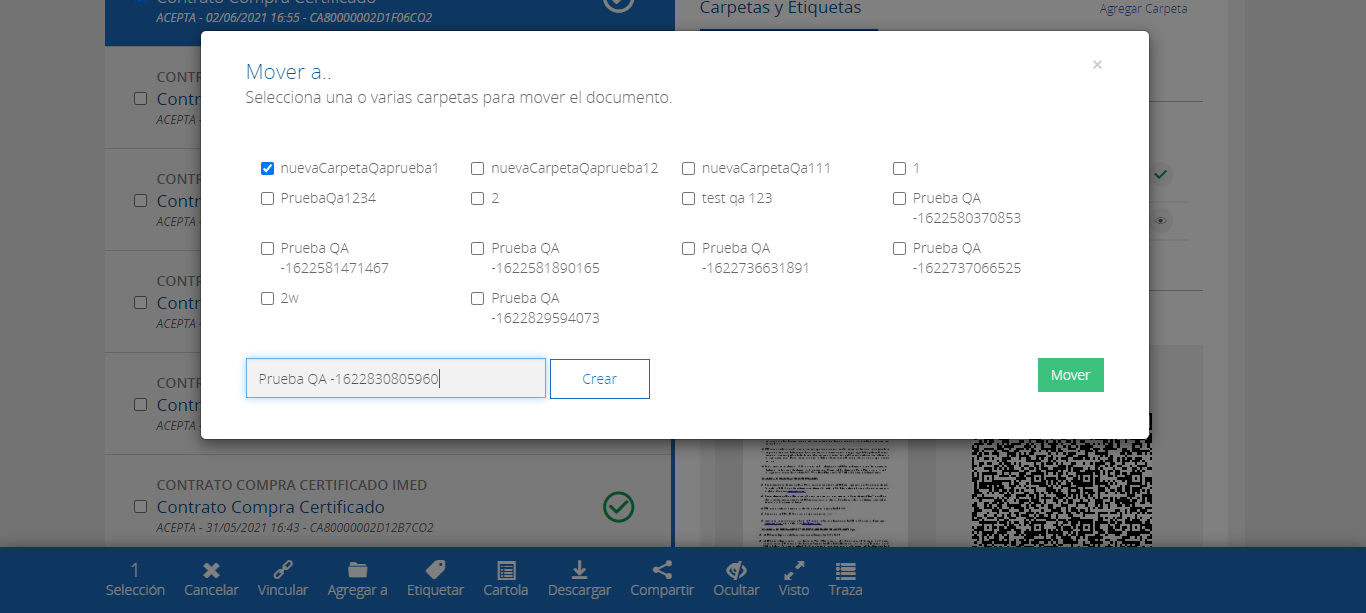 Contrato Compra Certificado
ACEPTA - 02/06/2021 16:55 - CA80000002D1F06CO2
Carpetas y Etiquetas
Agregar Carpeta
Mover a..
×
Selecciona una o varias carpetas para mover el documento.
nuevaCarpetaQaprueba1
nuevaCarpetaQaprueba12
nuevaCarpetaQa111
1
PruebaQa1234
2
test qa 123
Prueba QA
-1622580370853
Prueba QA
-1622581471467
Prueba QA
-1622581890165
Prueba QA
-1622736631891
Prueba QA
-1622737066525
2w
Prueba QA
-1622829594073
Prueba QA -1622830805960
Crear
Mover
CONTR
Contr
ACEPTA -
CONTR
Contr
ACEPTA -
CONTR
Contr
ACEPTA -
CONTR
Contr
ACEPTA -
CONTRATO COMPRA CERTIFICADO IMED
Contrato Compra Certificado
ACEPTA - 31/05/2021 16:43 - CA80000002D12B7CO2
1
Selección
Cancelar
Vincular
Agregar a
Etiquetar
Cartola
Descargar
Compartir
Ocultar
Visto
Traza